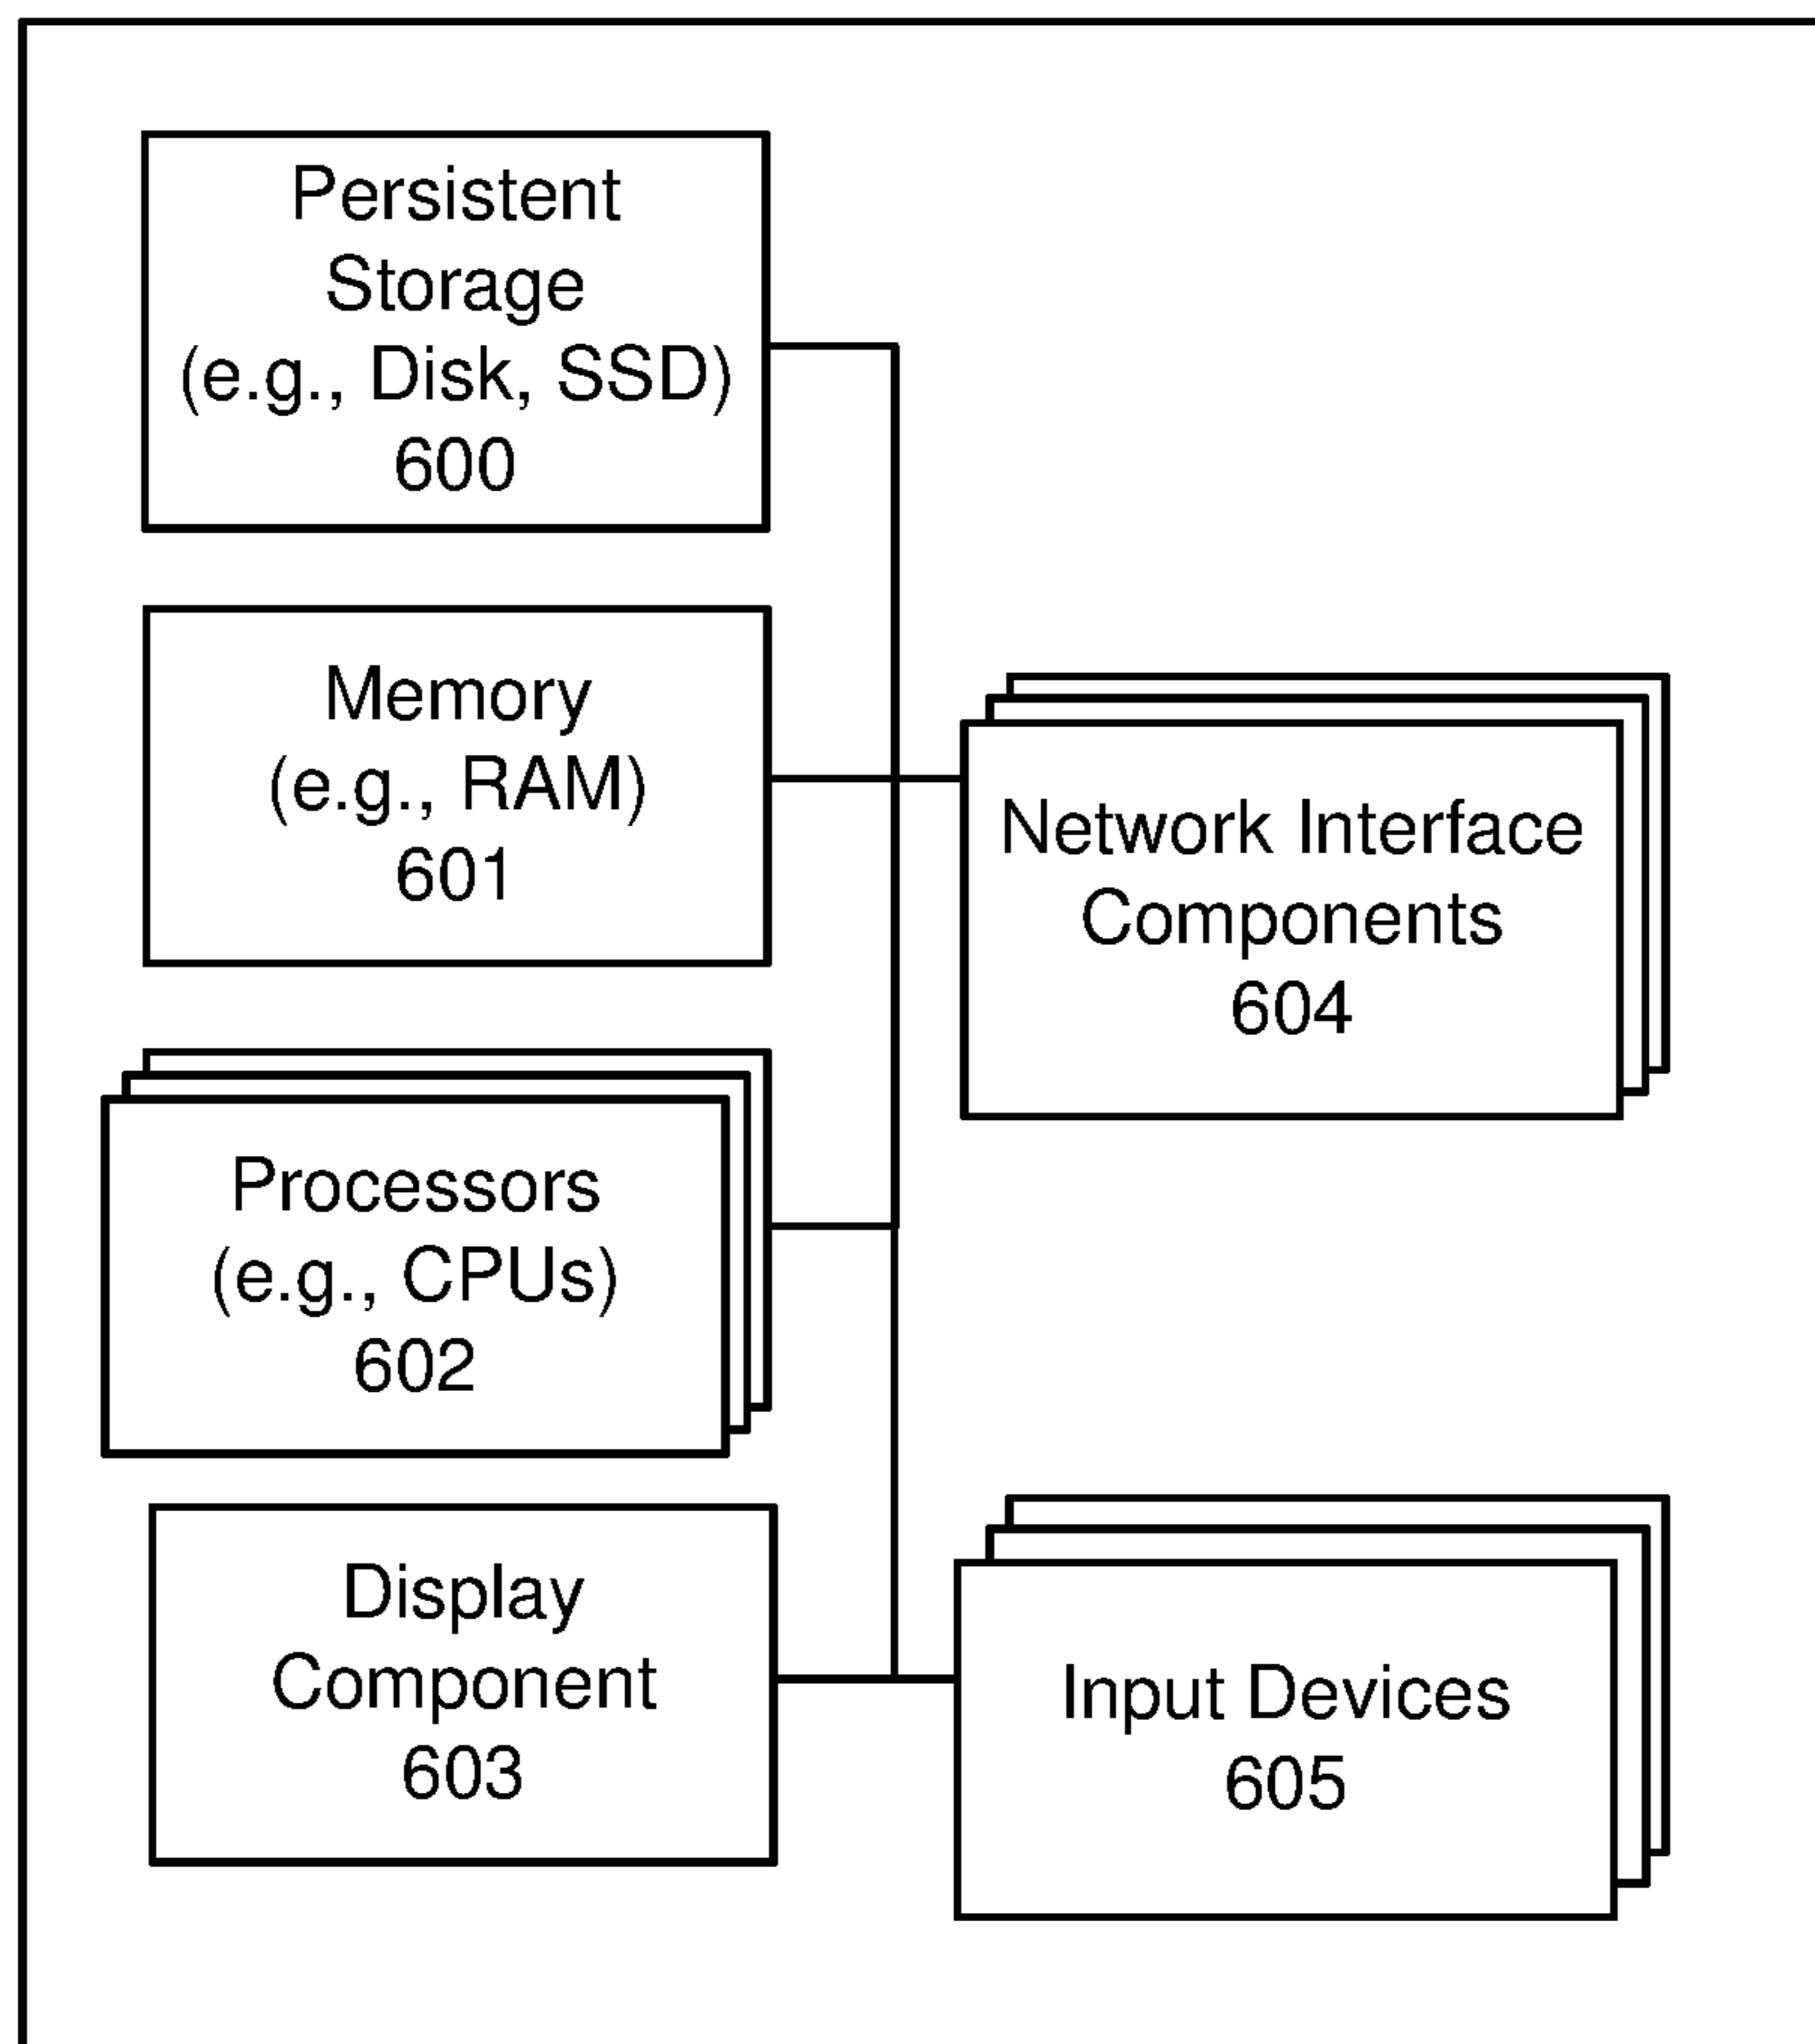 Persistent
Storage
(e.g., Disk, SSD)
600
Memory
(e.g., RAM)
601
Processors
(e.g., CPUs)
602
Display
Component
603
Network Interface
Components
604
Input Devices
605